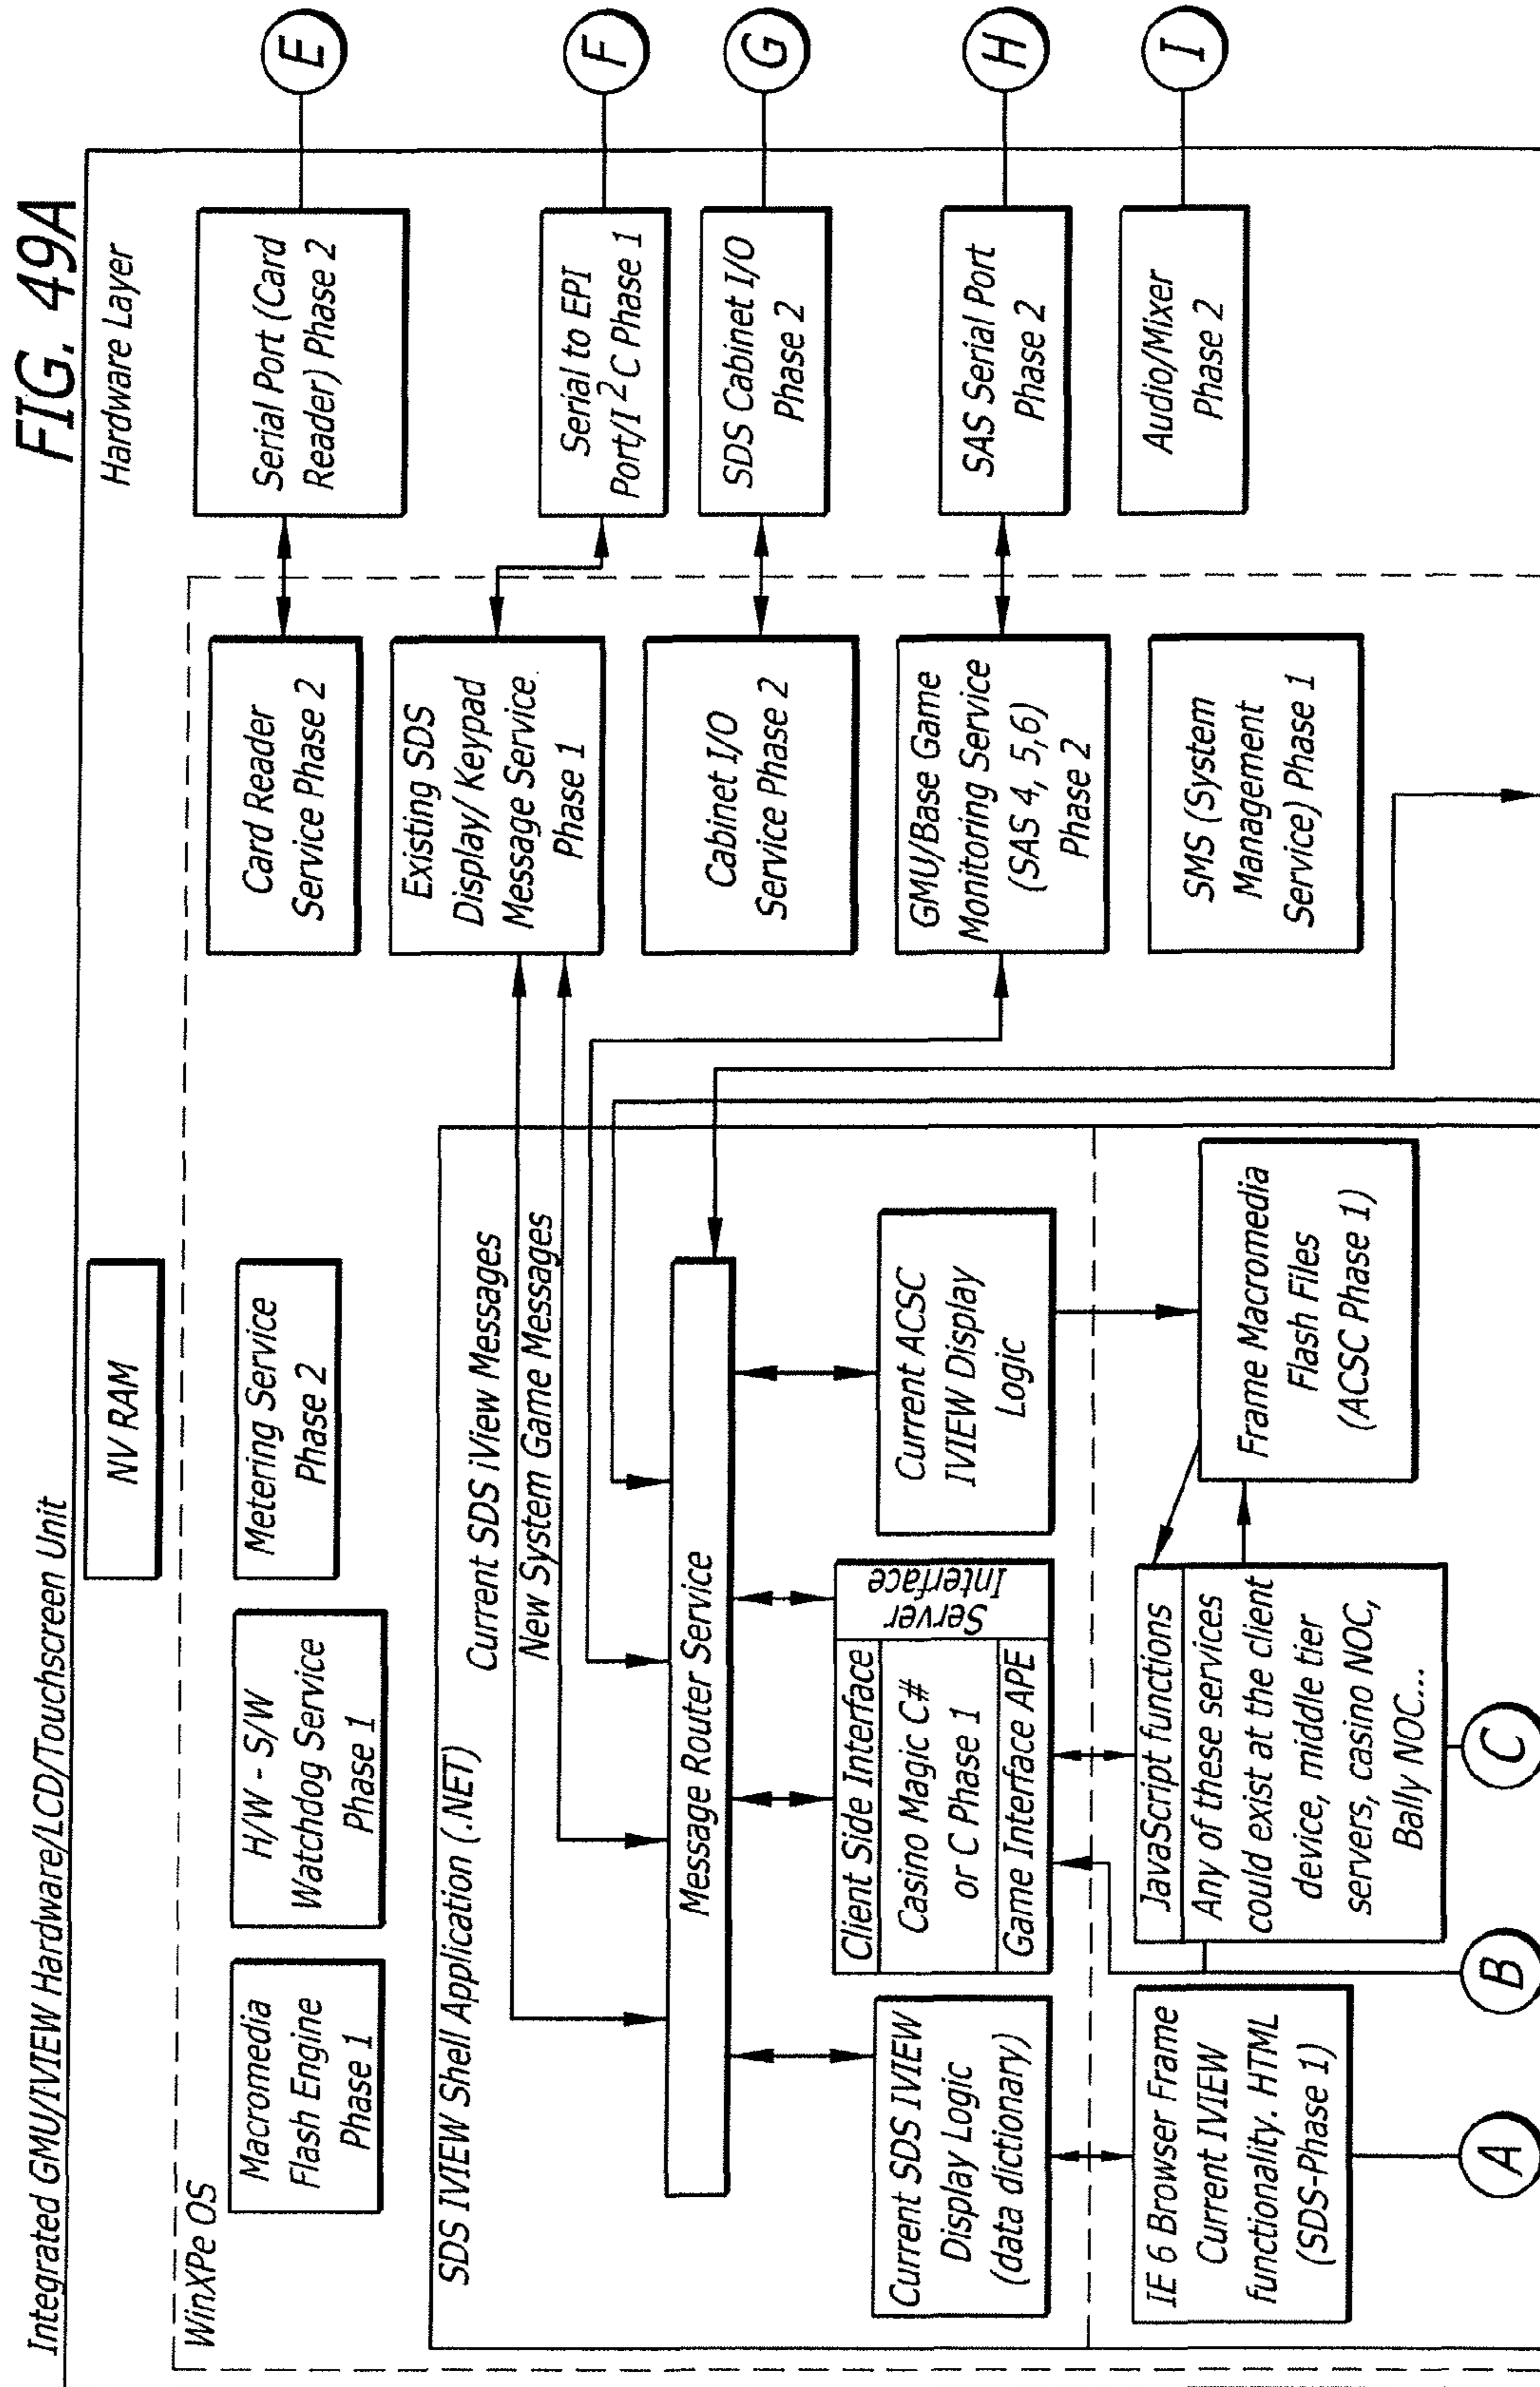 FIG. 49A
Integrated GMU/IVIEW Hardware/LCD/Touchscreen Unit
Hardware Layer
NV RAM
WinXPe OS
Macromedia
Flash Engine
Phase 1
H/W - S/W
Watchdog Service
Phase 1
Metering Service
Phase 2
Card Reader
Service Phase 2
Serial Port (Card
Reader) Phase 2
E
SDS IVIEW Shell Application (.NET)
Current SDS iView Messages
New System Game Messages
Existing SDS
Display/ Keypad
Message Service
Phase 1
Serial to EPI
Port/I 2 C Phase 1
F
Cabinet I/O
Service Phase 2
SDS Cabinet I/O
Phase 2
G
Message Router Service
GMU/Base Game
Monitoring Service
(SAS 4, 5,6)
Phase 2
SAS Serial Port
Phase 2
H
Current SDS IVIEW
Display Logic
(data dictionary)
Client Side Interface
Casino Magic C#
or C Phase 1
Game Interface APE
Server
Interface
Current ACSC
IVIEW Display
Logic
SMS (System
Management
Service) Phase 1
Audio/Mixer
Phase 2
I
IE 6 Browser Frame
Current IVIEW
functionality. HTML
(SDS-Phase 1)
JavaScript functions
Any of these services
could exist at the client
device, middle tier
servers, casino NOC,
Bally NOC...
Frame Macromedia
Flash Files
(ACSC Phase 1)
A
B
C